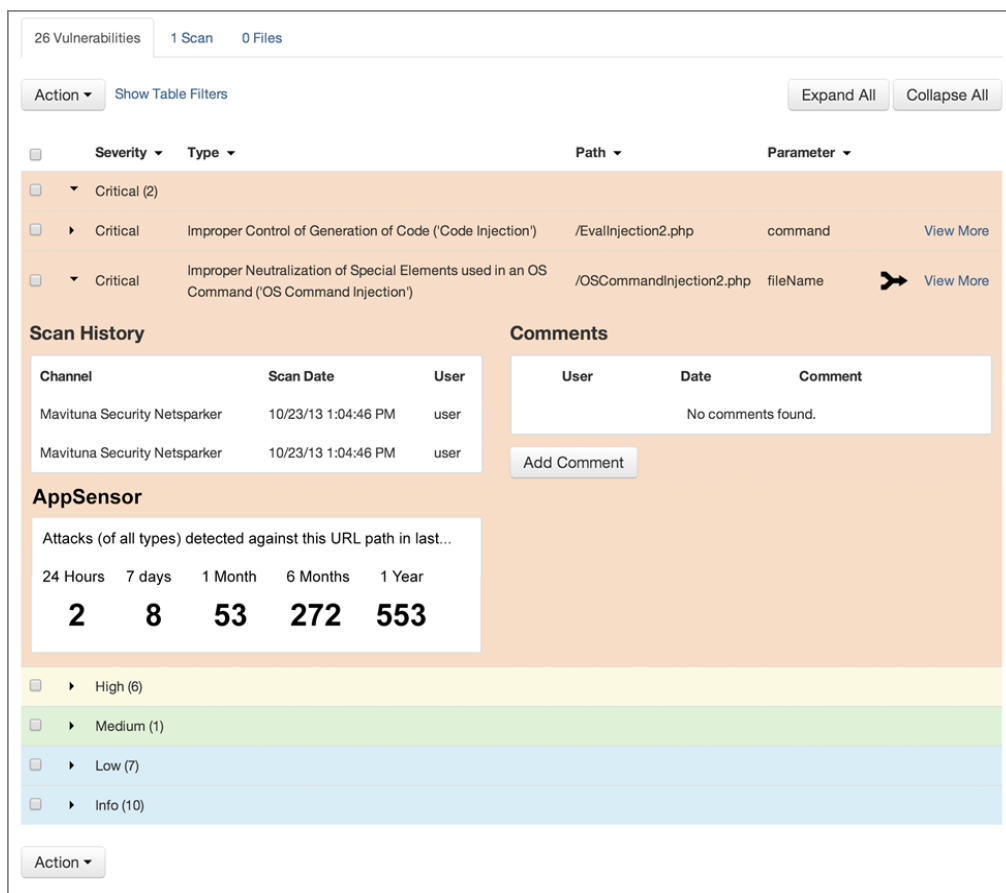 26 Vulnerabilities 1 Scan 0 Files
Action Show Table Filters Expand All Collapse All
Severity Type Path Parameter
Critical (2)
Critical Improper Control of Generation of Code ('Code Injection') /EvalInjection2.php command View More
Critical Improper Neutralization of Special Elements used in an OS Command ('OS Command Injection') /OSCommandInjection2.php fileName View More
Scan History
Channel Scan Date User
Mavituna Security Netsparker 10/23/13 1:04:46 PM user
Mavituna Security Netsparker 10/23/13 1:04:46 PM user
Comments
User Date Comment
No comments found.
Add Comment
AppSensor
Attacks (of all types) detected against this URL path in last...
24 Hours 7 days 1 Month 6 Months 1 Year
2 8 53 272 553
High (6)
Medium (1)
Low (7)
Info (10)
Action